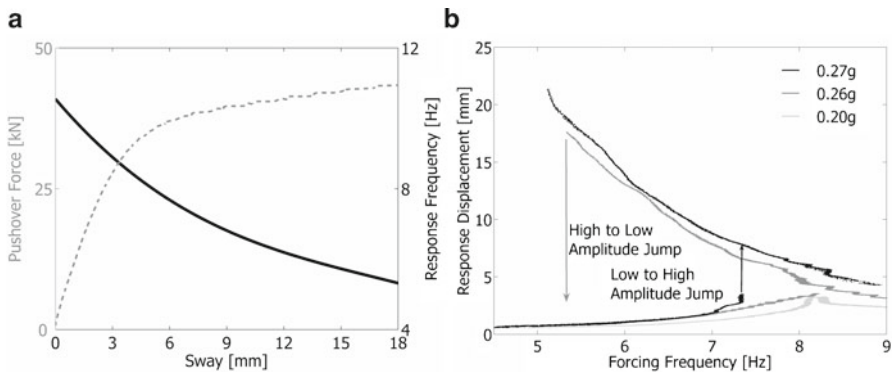 a
50
25
0
Pushover Force [kN]
0
3
6
9
12
15
18
Sway [mm]
12
8
4
Response Frequency [Hz]
b
25
20
15
10
5
0
Response Displacement [mm]
0.27g
0.26g
0.20g
High to Low
Amplitude Jump
Low to High
Amplitude Jump
5
6
7
8
9
Forcing Frequency [Hz]